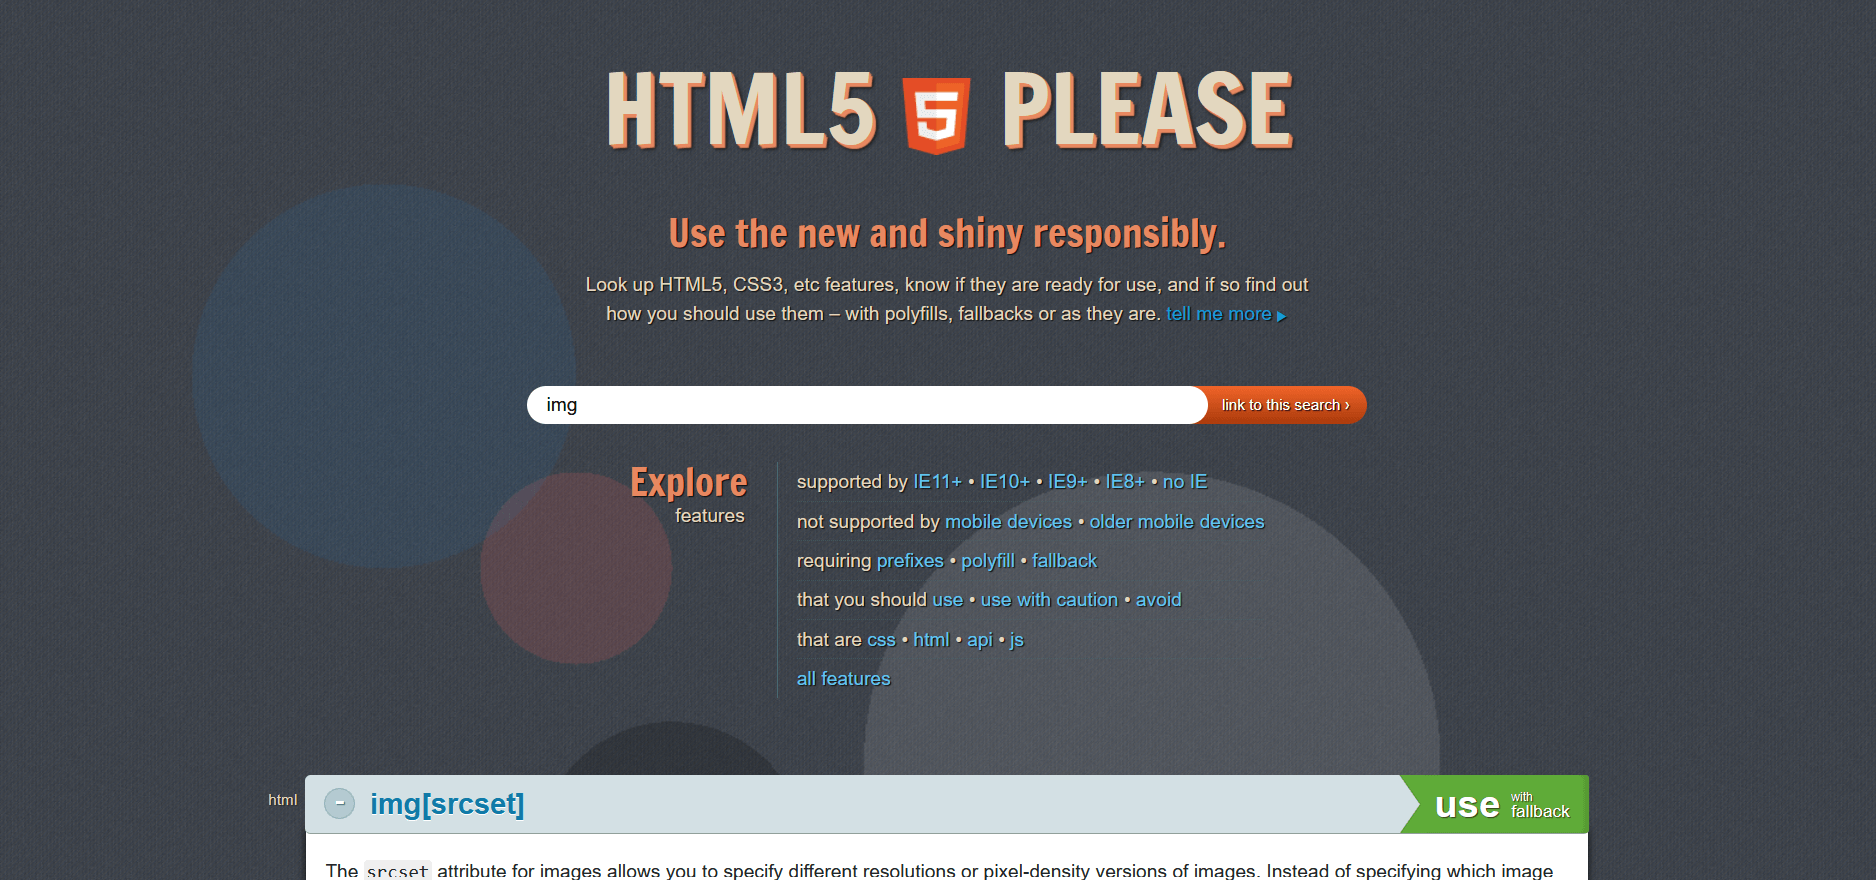 HTML5 5 PLEASE
Use the new and shiny responsibly.
Look up HTML5, CSS3, etc features, know if they are ready for use, and if so find out
how you should use them – with polyfills, fallbacks or as they are. tell me more ▶
img
link to this search ›
Explore
features
supported by IE11+ • IE10+ • IE9+ • IE8+ • no IE
not supported by mobile devices • older mobile devices
requiring prefixes • polyfill • fallback
that you should use • use with caution • avoid
that are css • html • api • js
all features
html
- img[srcset]
use with fallback
The srcset attribute for images allows you to specify different resolutions or pixel-density versions of images. Instead of specifying which image